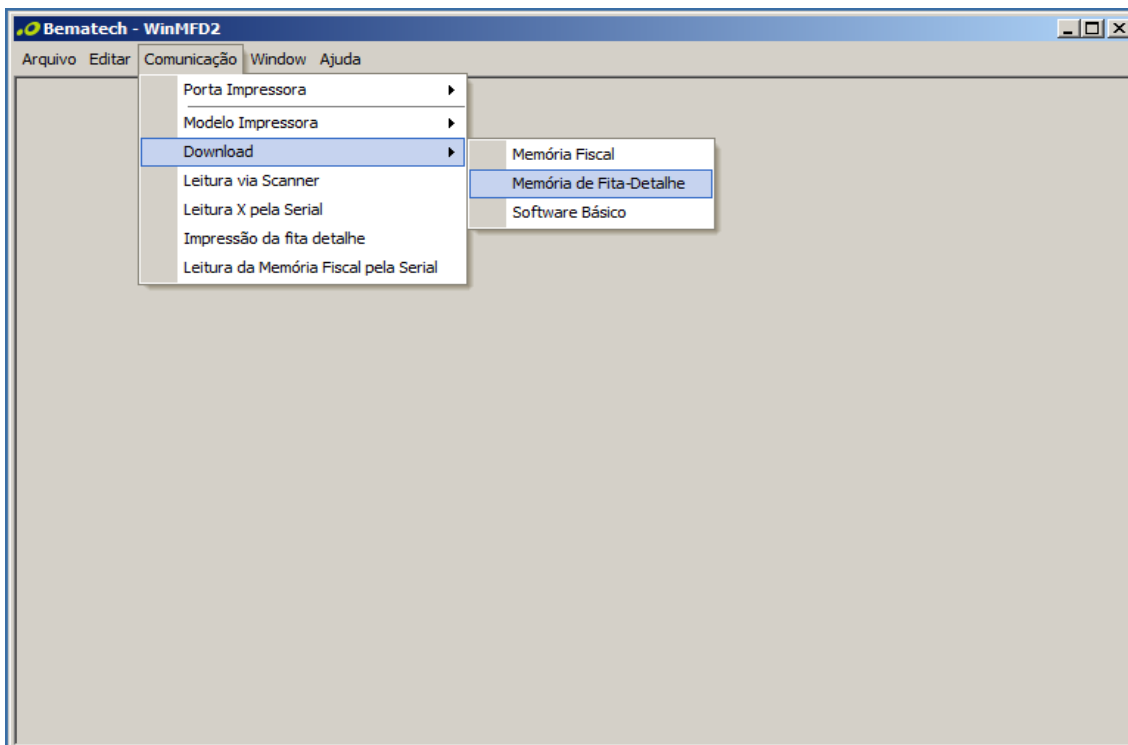 Bematech - WinMFD2
Arquivo Editar Comunicação Window Ajuda
Porta Impressora
Modelo Impressora
Download
Leitura via Scanner
Leitura X pela Serial
Impressão da fita detalhe
Leitura da Memória Fiscal pela Serial
Memória Fiscal
Memória de Fita-Detalhe
Software Básico